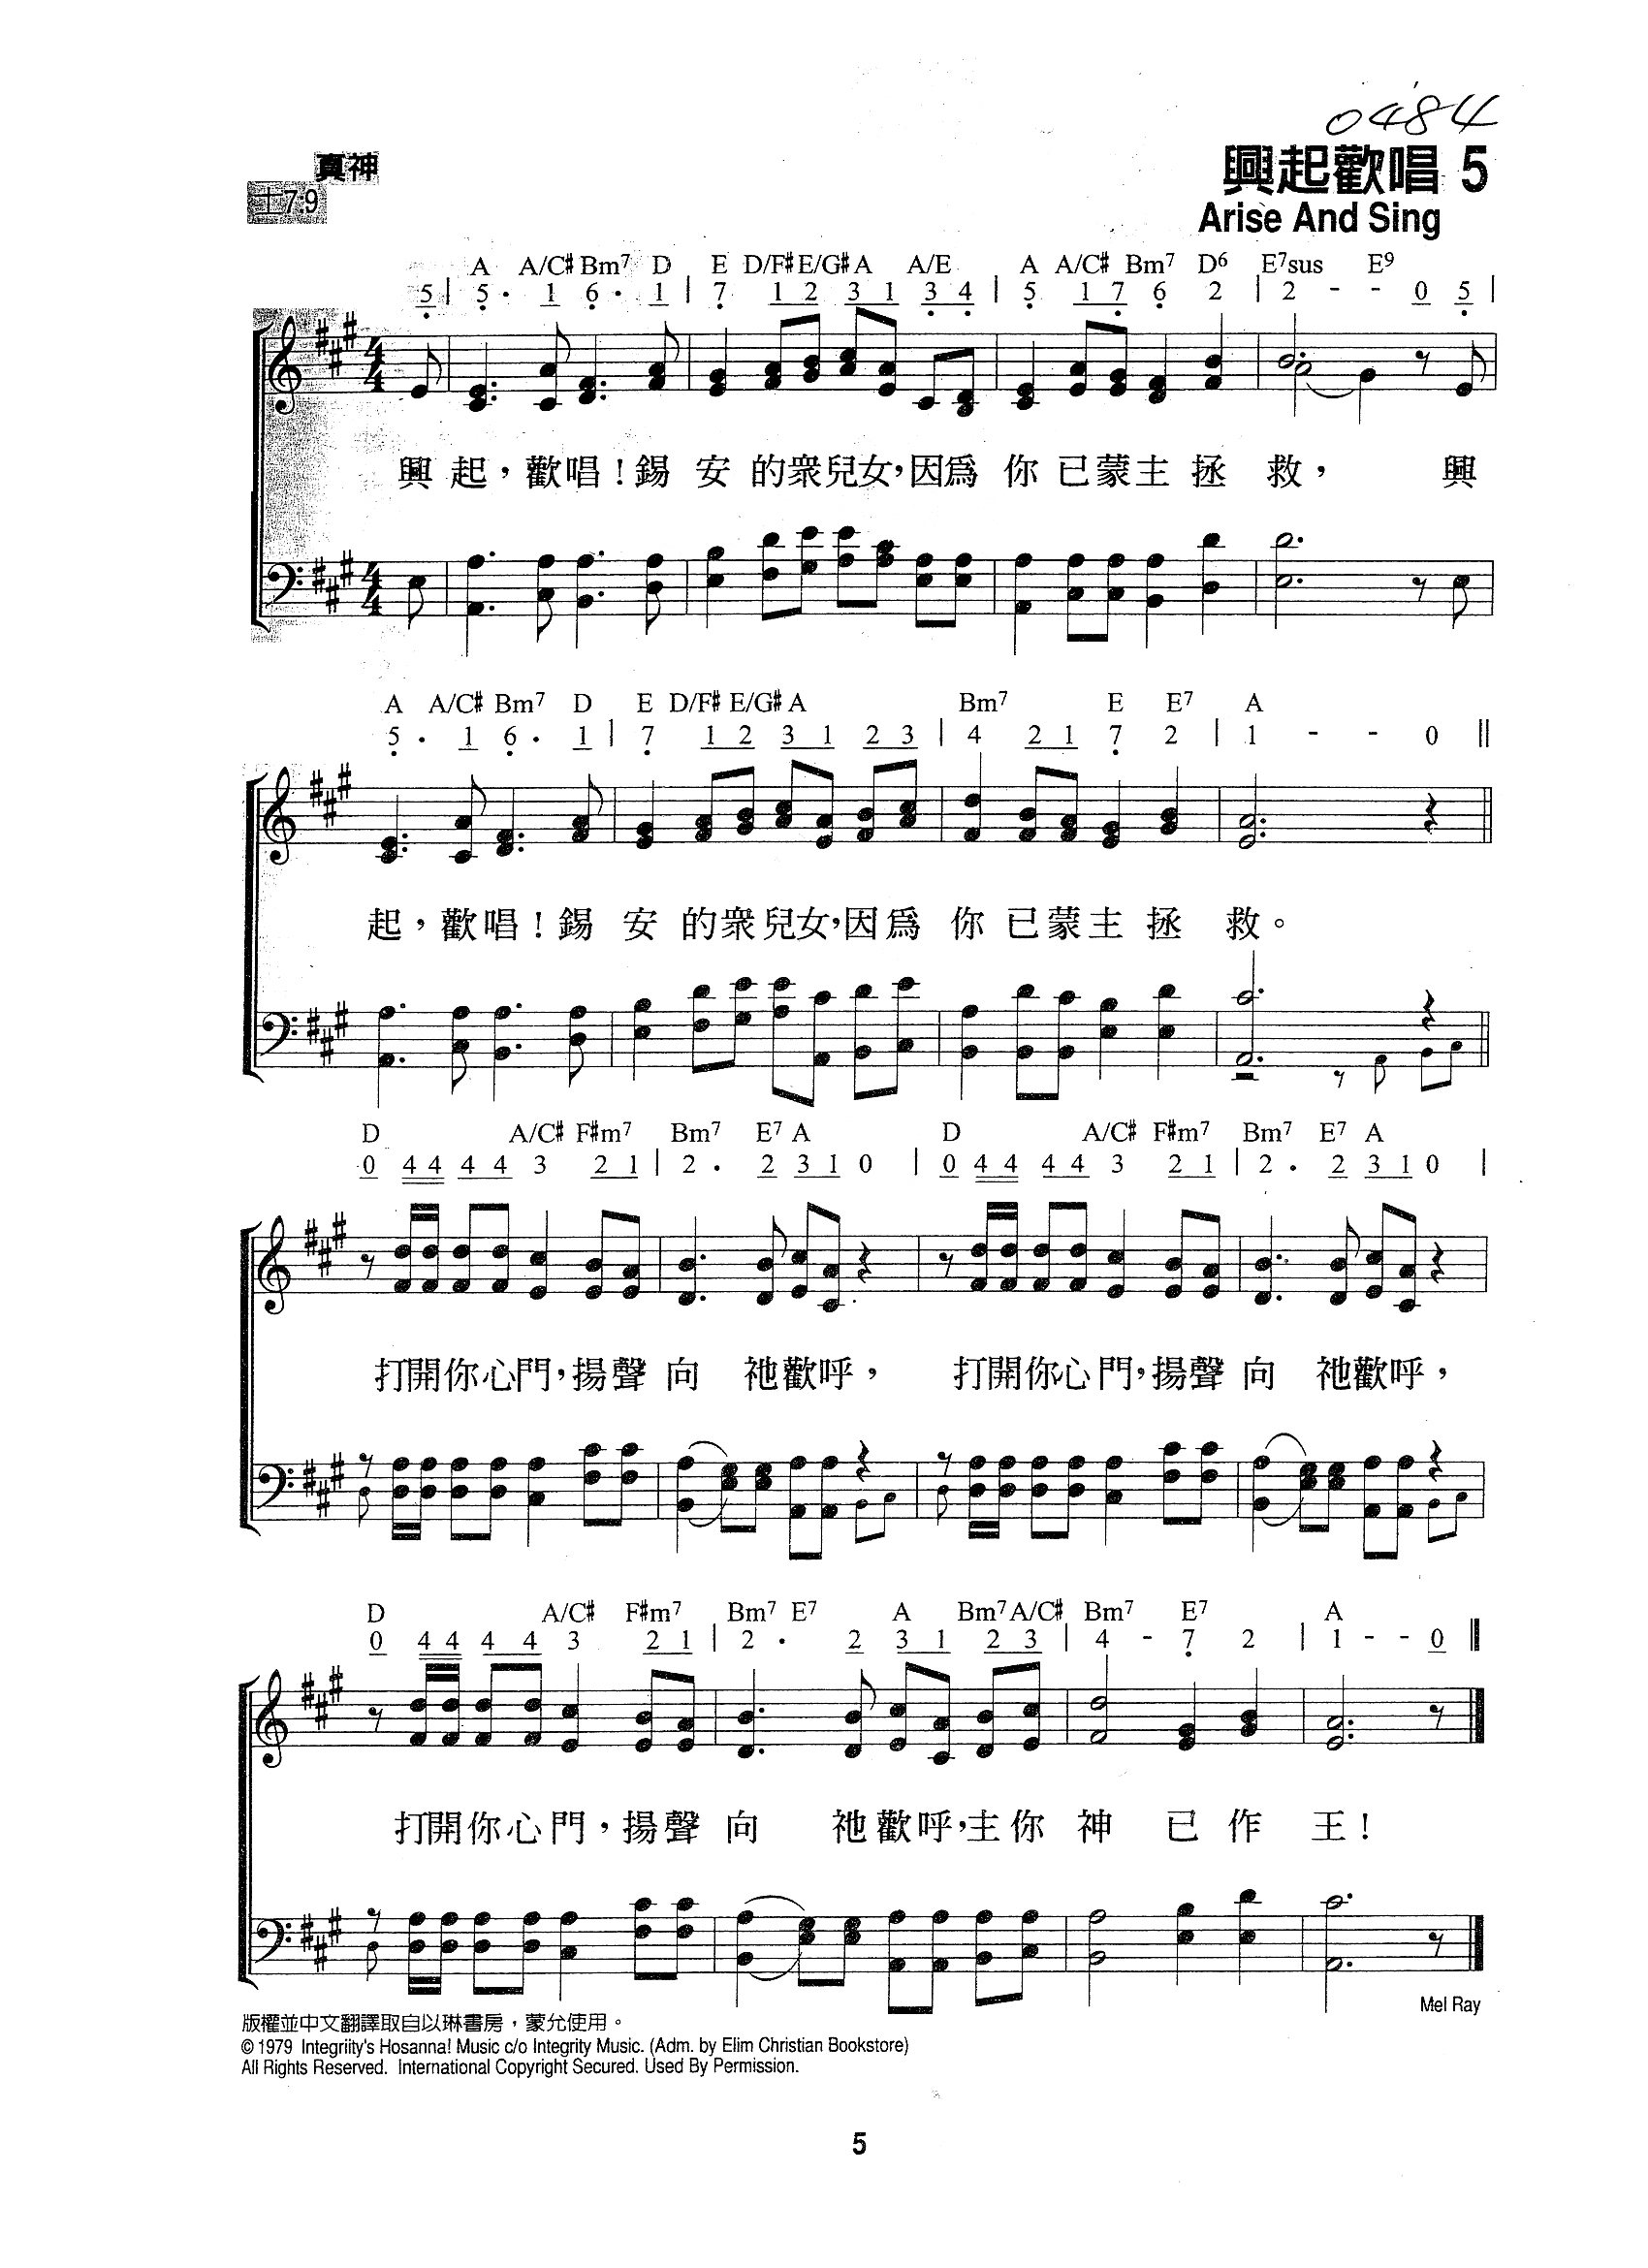 0484
真神
土7:9
興起歡唱 5
Arise And Sing
A A/C♯ Bm7 D E D/F♯ E/G♯ A A/E A A/C♯ Bm7 D6 E7sus E9
5 | 5 · 1 6 · 1 | 7 1 2 3 1 3 4 | 5 1 7 6 2 | 2 - - 0 5 |
4 4
興起，歡唱！錫安的衆兒女，因爲你已蒙主拯救， 興
4 4
A A/C♯ Bm7 D E D/F♯ E/G♯ A Bm7 E E7 A
5 · 1 6 · 1 | 7 1 2 3 1 2 3 | 4 2 1 7 2 | 1 - - 0 ‖
起，歡唱！錫安的衆兒女，因爲你已蒙主拯救。
D A/C♯ F♯m7 Bm7 E7 A D A/C♯ F♯m7 Bm7 E7 A
0 4 4 4 4 3 2 1 | 2 · 2 3 1 0 | 0 4 4 4 4 3 2 1 | 2 · 2 3 1 0 |
打開你心門，揚聲向祂歡呼， 打開你心門，揚聲向祂歡呼，
D A/C♯ F♯m7 Bm7 E7 A Bm7 A/C♯ Bm7 E7 A
0 4 4 4 4 3 2 1 | 2 · 2 3 1 2 3 | 4 - 7 2 | 1 - - 0 ‖
打開你心門，揚聲向祂歡呼，主你神已作王！
Mel Ray
版權並中文翻譯取自以琳書房，蒙允使用。
© 1979 Integriity's Hosanna! Music c/o Integrity Music. (Adm. by Elim Christian Bookstore)
All Rights Reserved. International Copyright Secured. Used By Permission.
5